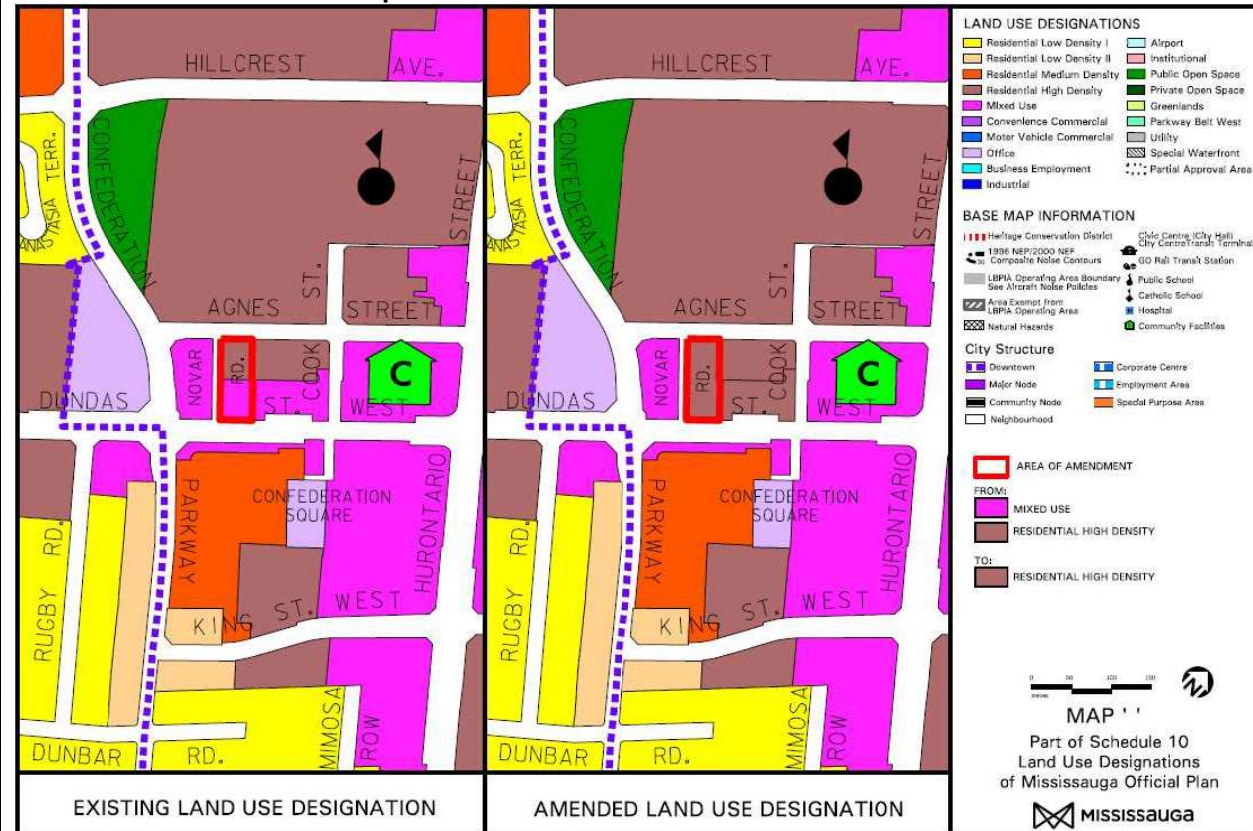 HILLCREST
AVE.
CONFEDERATION
ANASTASIA TERR.
STREET
AGNES
ST.
STREET
NOVAR
RD.
COOK
C
DUNDAS
ST.
WEST
CONFEDERATION
SQUARE
PARKWAY
HURONTARIO
RUGBY
RD.
KING
ST.
WEST
DUNBAR
RD.
MIMOSA
ROW
EXISTING LAND USE DESIGNATION
HILLCREST
AVE.
CONFEDERATION
ANASTASIA TERR.
STREET
AGNES
ST.
STREET
NOVAR
RD.
COOK
C
DUNDAS
ST.
WEST
CONFEDERATION
SQUARE
PARKWAY
HURONTARIO
RUGBY
RD.
KING
ST.
WEST
DUNBAR
RD.
MIMOSA
ROW
AMENDED LAND USE DESIGNATION
LAND USE DESIGNATIONS
Residential Low Density I
Residential Low Density II
Residential Medium Density
Residential High Density
Mixed Use
Convenience Commercial
Motor Vehicle Commercial
Office
Business Employment
Industrial
Airport
Institutional
Public Open Space
Private Open Space
Greenlands
Parkway Belt West
Utility
Special Waterfront
Partial Approval Area
BASE MAP INFORMATION
Heritage Conservation District
1996 NEP/2000 NEF
Composite Noise Contours
LBPIA Operating Area Boundary
See Aircraft Noise Policies
Area Exempt from
LBPIA Operating Area
Natural Hazards
Civic Centre (City Hall)
City Centre Transit Terminal
GO Rail Transit Station
Public School
Catholic School
Hospital
Community Facilities
City Structure
Downtown
Major Node
Community Node
Neighbourhood
Corporate Centre
Employment Area
Special Purpose Area
AREA OF AMENDMENT
FROM:
MIXED USE
RESIDENTIAL HIGH DENSITY
TO:
RESIDENTIAL HIGH DENSITY
0 50 100 150
MAP ' '
Part of Schedule 10
Land Use Designations
of Mississauga Official Plan
MISSISSAUGA